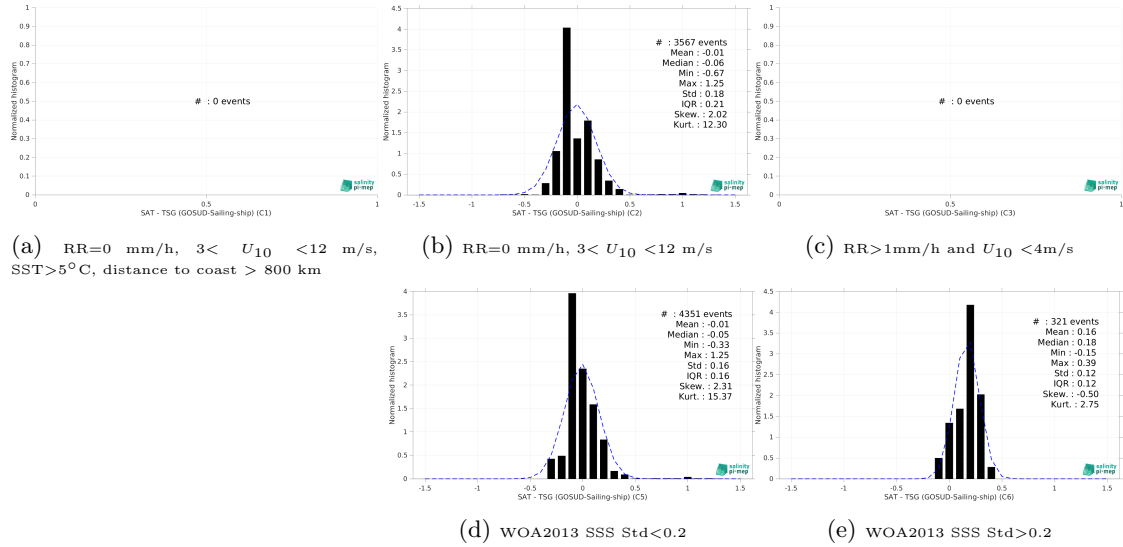 Normalized histogram
1
0.9
0.8
0.7
0.6
0.5
0.4
0.3
0.2
0.1
0
# : 0 events
salinity
pi-mep
0 0.5 1
SAT - TSG (GOSUD-Sailing-ship) (C1)
(a) RR=0 mm/h, 3< U10 <12 m/s,
SST>5°C, distance to coast > 800 km
Normalized histogram
4.5
4
3.5
3
2.5
2
1.5
1
0.5
0
# : 3567 events
Mean : -0.01
Median : -0.06
Min : -0.67
Max : 1.25
Std : 0.18
IQR : 0.21
Skew. : 2.02
Kurt. : 12.30
salinity
pi-mep
-1.5 -1 -0.5 0 0.5 1 1.5
SAT - TSG (GOSUD-Sailing-ship) (C2)
(b) RR=0 mm/h, 3< U10 <12 m/s
Normalized histogram
1
0.9
0.8
0.7
0.6
0.5
0.4
0.3
0.2
0.1
0
# : 0 events
salinity
pi-mep
0 0.5 1
SAT - TSG (GOSUD-Sailing-ship) (C3)
(c) RR>1mm/h and U10 <4m/s
Normalized histogram
4
3.5
3
2.5
2
1.5
1
0.5
0
# : 4351 events
Mean : -0.01
Median : -0.05
Min : -0.33
Max : 1.25
Std : 0.16
IQR : 0.16
Skew. : 2.31
Kurt. : 15.37
salinity
pi-mep
-1.5 -1 -0.5 0 0.5 1 1.5
SAT - TSG (GOSUD-Sailing-ship) (C5)
(d) WOA2013 SSS Std<0.2
Normalized histogram
4.5
4
3.5
3
2.5
2
1.5
1
0.5
0
# : 321 events
Mean : 0.16
Median : 0.18
Min : -0.15
Max : 0.39
Std : 0.12
IQR : 0.12
Skew. : -0.50
Kurt. : 2.75
salinity
pi-mep
-1.5 -1 -0.5 0 0.5 1 1.5
SAT - TSG (GOSUD-Sailing-ship) (C6)
(e) WOA2013 SSS Std>0.2